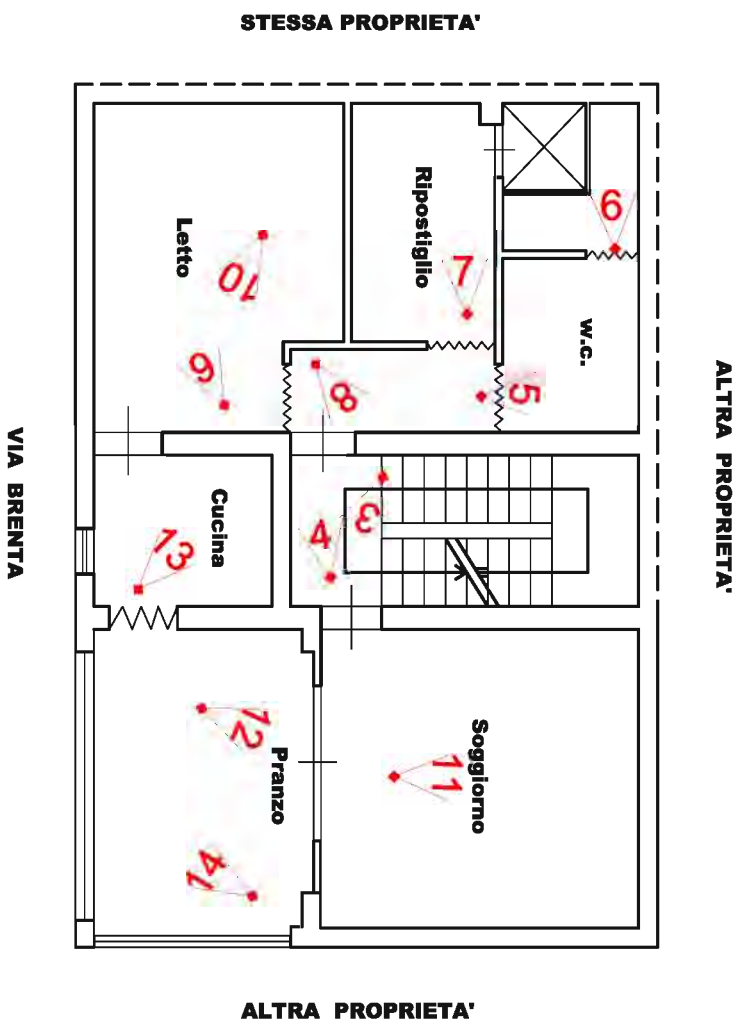 STESSA PROPRIETA'
Letto
Ripostiglio
w.c.
6
7
10
9
8
5
VIA BRENTA
ALTRA PROPRIETA'
Cucina
13
4
3
12
Pranzo
Soggiorno
11
14
ALTRA PROPRIETA'